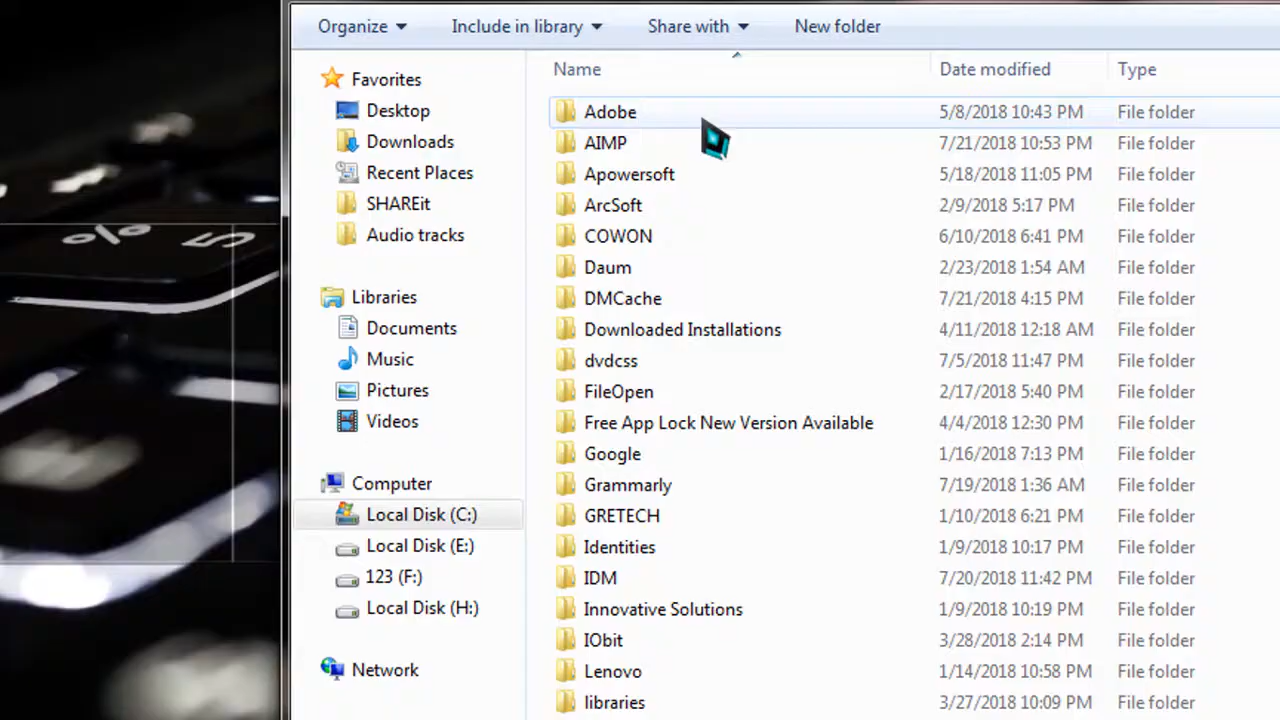 Organize Include in library Share with New folder
Name Date modified Type
Favorites
Desktop
Downloads
Recent Places
SHAREit
Audio tracks
Libraries
Documents
Music
Pictures
Videos
Computer
Local Disk (C:)
Local Disk (E:)
123 (F:)
Local Disk (H:)
Network
Adobe 5/8/2018 10:43 PM File folder
AIMP 7/21/2018 10:53 PM File folder
Apowersoft 5/18/2018 11:05 PM File folder
ArcSoft 2/9/2018 5:17 PM File folder
COWON 6/10/2018 6:41 PM File folder
Daum 2/23/2018 1:54 AM File folder
DMCache 7/21/2018 4:15 PM File folder
Downloaded Installations 4/11/2018 12:18 AM File folder
dvdcss 7/5/2018 11:47 PM File folder
FileOpen 2/17/2018 5:40 PM File folder
Free App Lock New Version Available 4/4/2018 12:30 PM File folder
Google 1/16/2018 7:13 PM File folder
Grammarly 7/19/2018 1:36 AM File folder
GRETECH 1/10/2018 6:21 PM File folder
Identities 1/9/2018 10:17 PM File folder
IDM 7/20/2018 11:42 PM File folder
Innovative Solutions 1/9/2018 10:19 PM File folder
IObit 3/28/2018 2:14 PM File folder
Lenovo 1/14/2018 10:58 PM File folder
libraries 3/27/2018 10:09 PM File folder
% 5